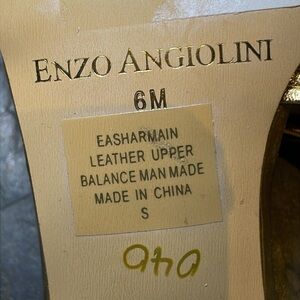 ENZO ANGIOLINI
6M
EASHARMAIN
LEATHER UPPER
BALANCE MAN MADE
MADE IN CHINA
S